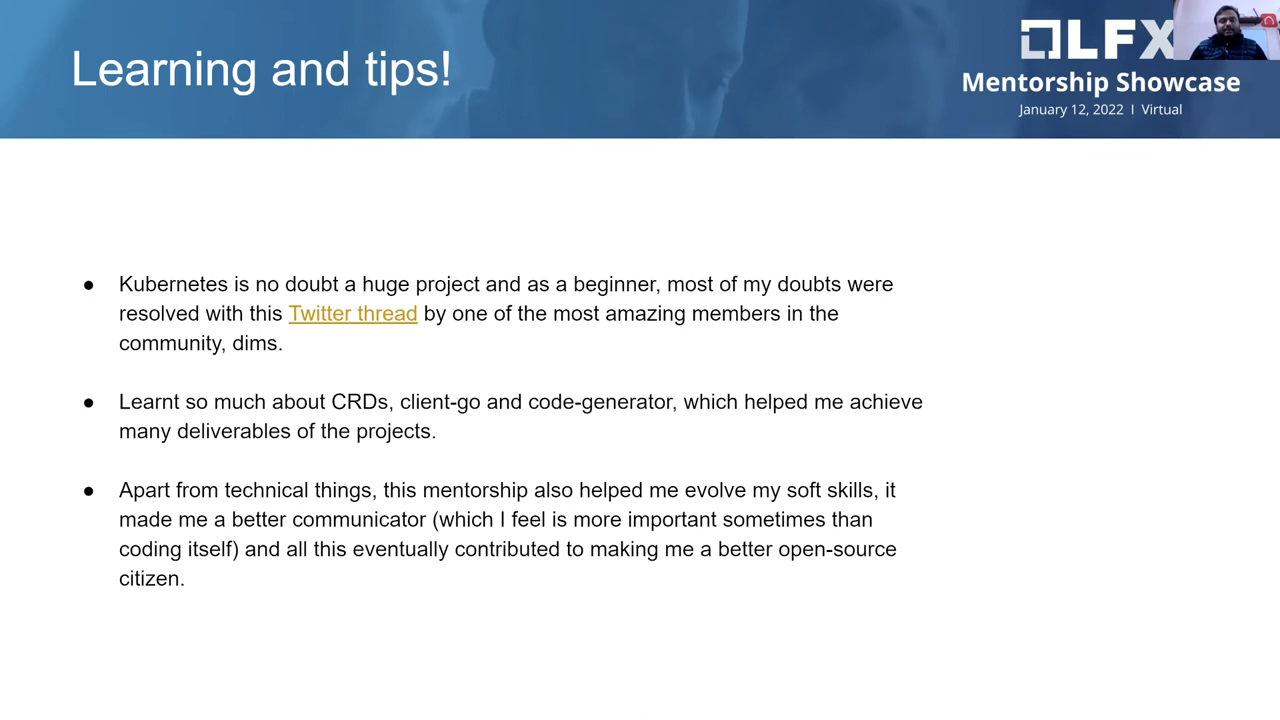 Learning and tips!
LFX
Mentorship Showcase
January 12, 2022 | Virtual
● Kubernetes is no doubt a huge project and as a beginner, most of my doubts were
resolved with this Twitter thread by one of the most amazing members in the
community, dims.
● Learnt so much about CRDs, client-go and code-generator, which helped me achieve
many deliverables of the projects.
● Apart from technical things, this mentorship also helped me evolve my soft skills, it
made me a better communicator (which I feel is more important sometimes than
coding itself) and all this eventually contributed to making me a better open-source
citizen.